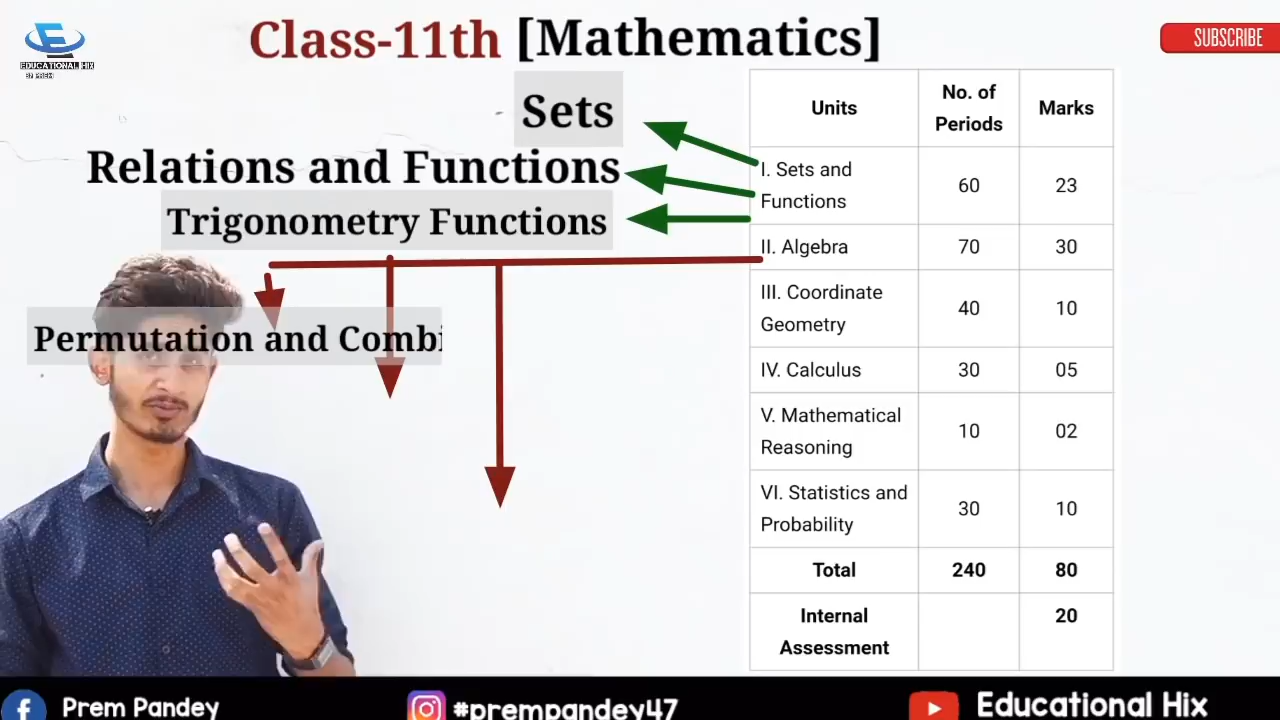 EDUCATIONAL HIX
BY PREM
Class-11th [Mathematics]
SUBSCRIBE
Sets
Relations and Functions
Trigonometry Functions
Permutation and Combi
Units
No. of
Periods
Marks
I. Sets and
Functions
60
23
II. Algebra
70
30
III. Coordinate
Geometry
40
10
IV. Calculus
30
05
V. Mathematical
Reasoning
10
02
VI. Statistics and
Probability
30
10
Total
240
80
Internal
Assessment
20
Prem Pandey
#prempandey47
Educational Hix